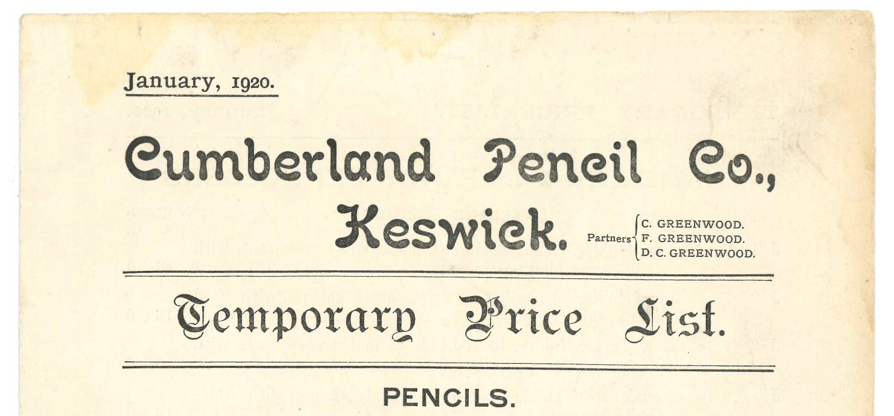 January, 1920.
Cumberland Pencil Co.,
Keswick.
Partners
C. GREENWOOD.
F. GREENWOOD.
D. C. GREENWOOD.
Temporary Price List.
PENCILS.